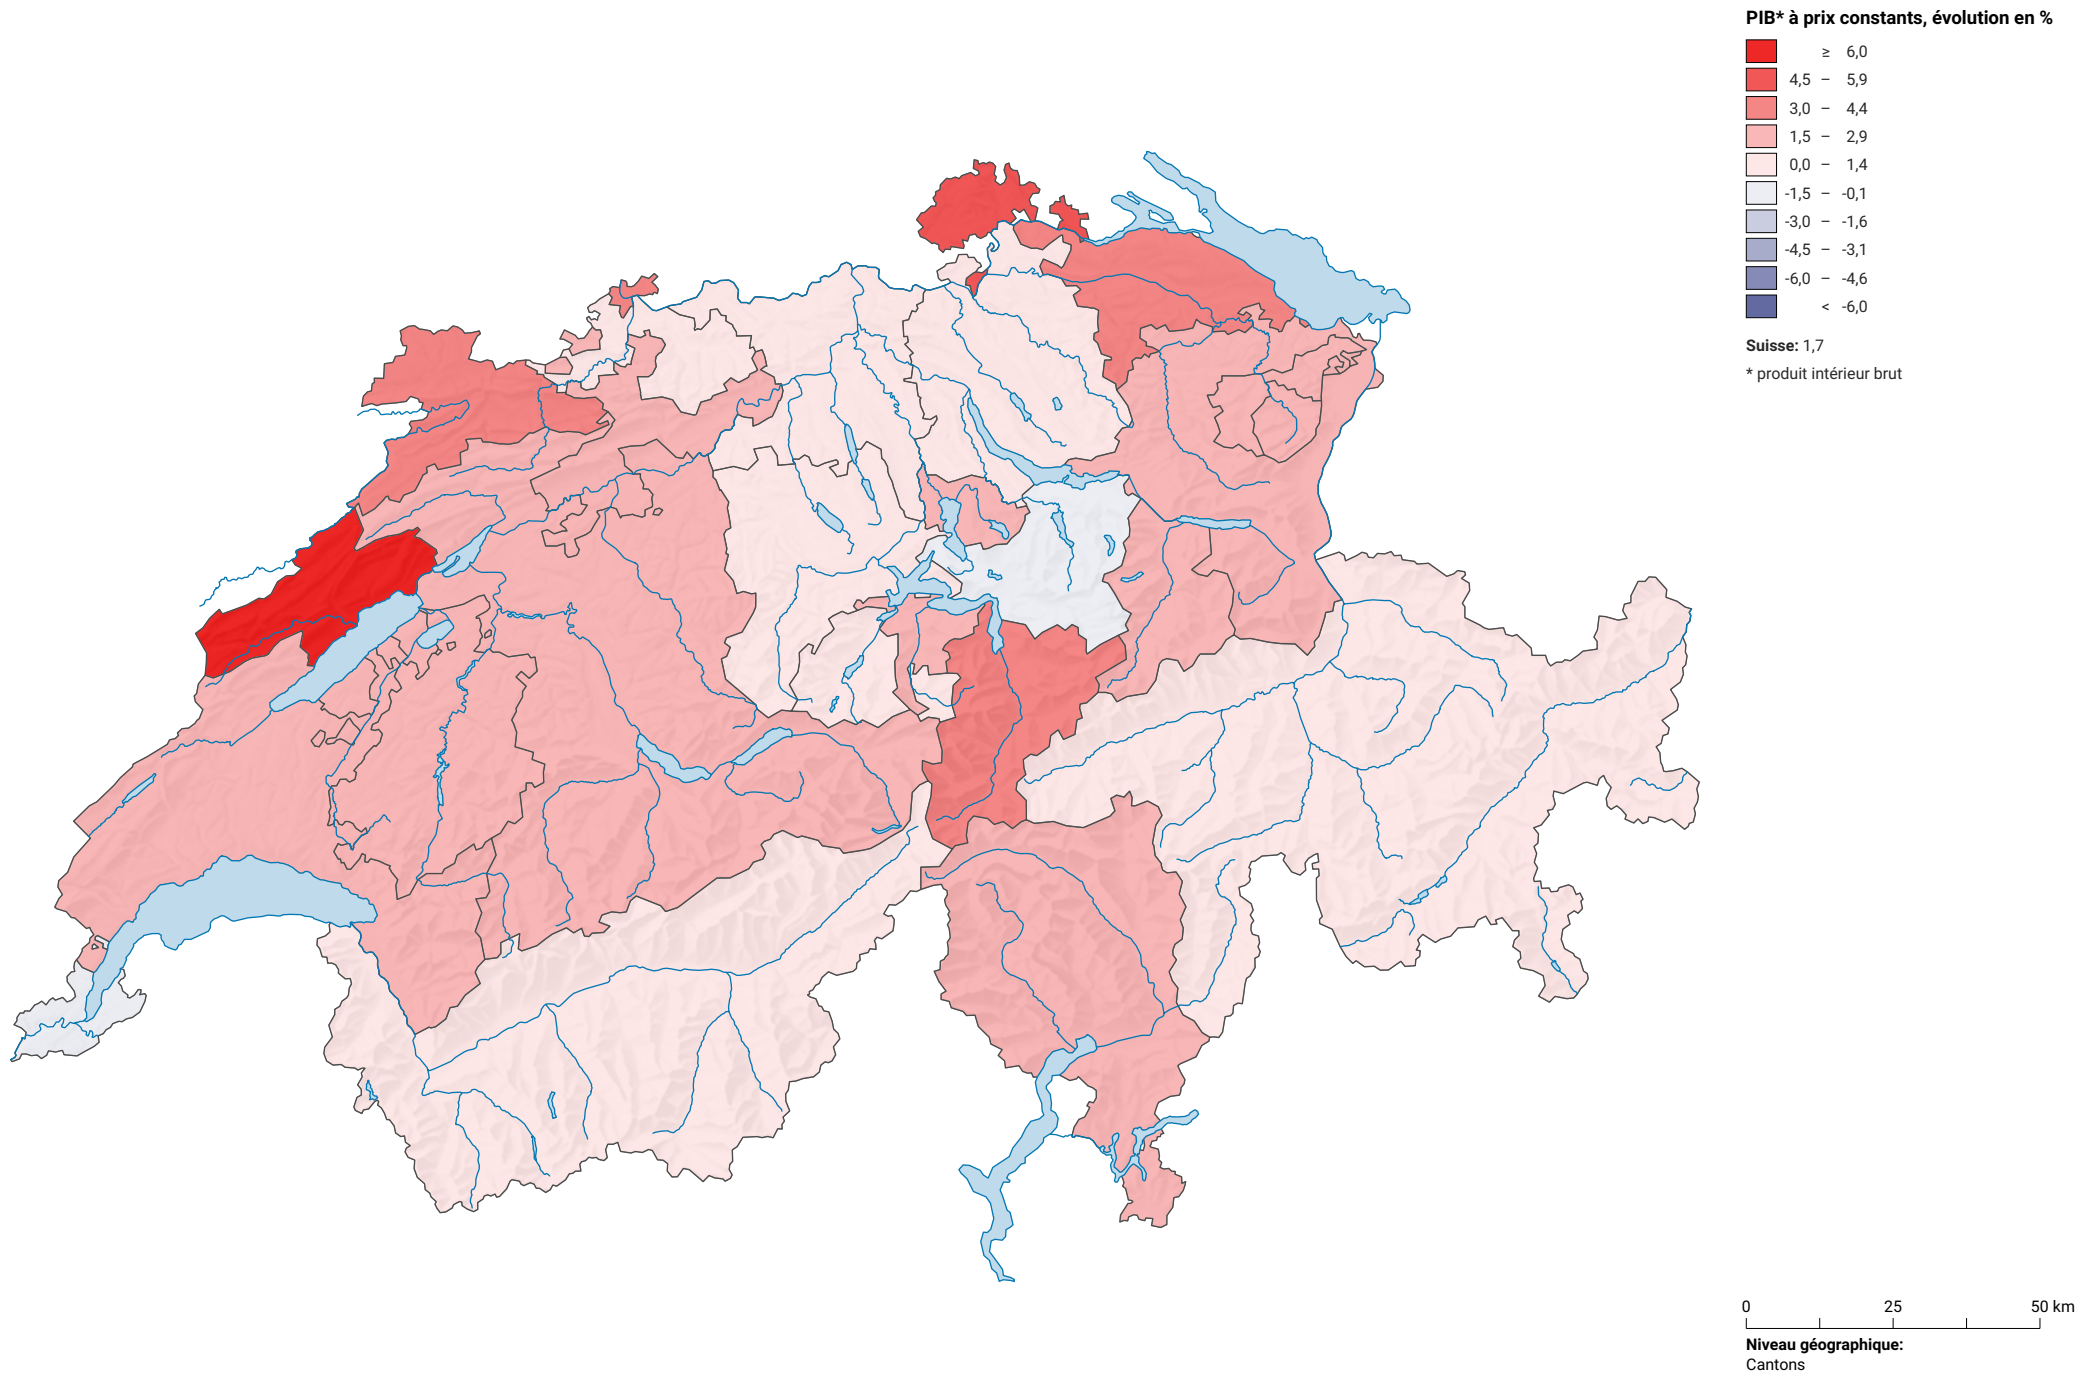 PIB* à prix constants, évolution en %
≥ 6,0
4,5 – 5,9
3,0 – 4,4
1,5 – 2,9
0,0 – 1,4
-1,5 – -0,1
-3,0 – -1,6
-4,5 – -3,1
-6,0 – -4,6
< -6,0
Suisse: 1,7
* produit intérieur brut
0 25 50 km
Niveau géographique:
Cantons